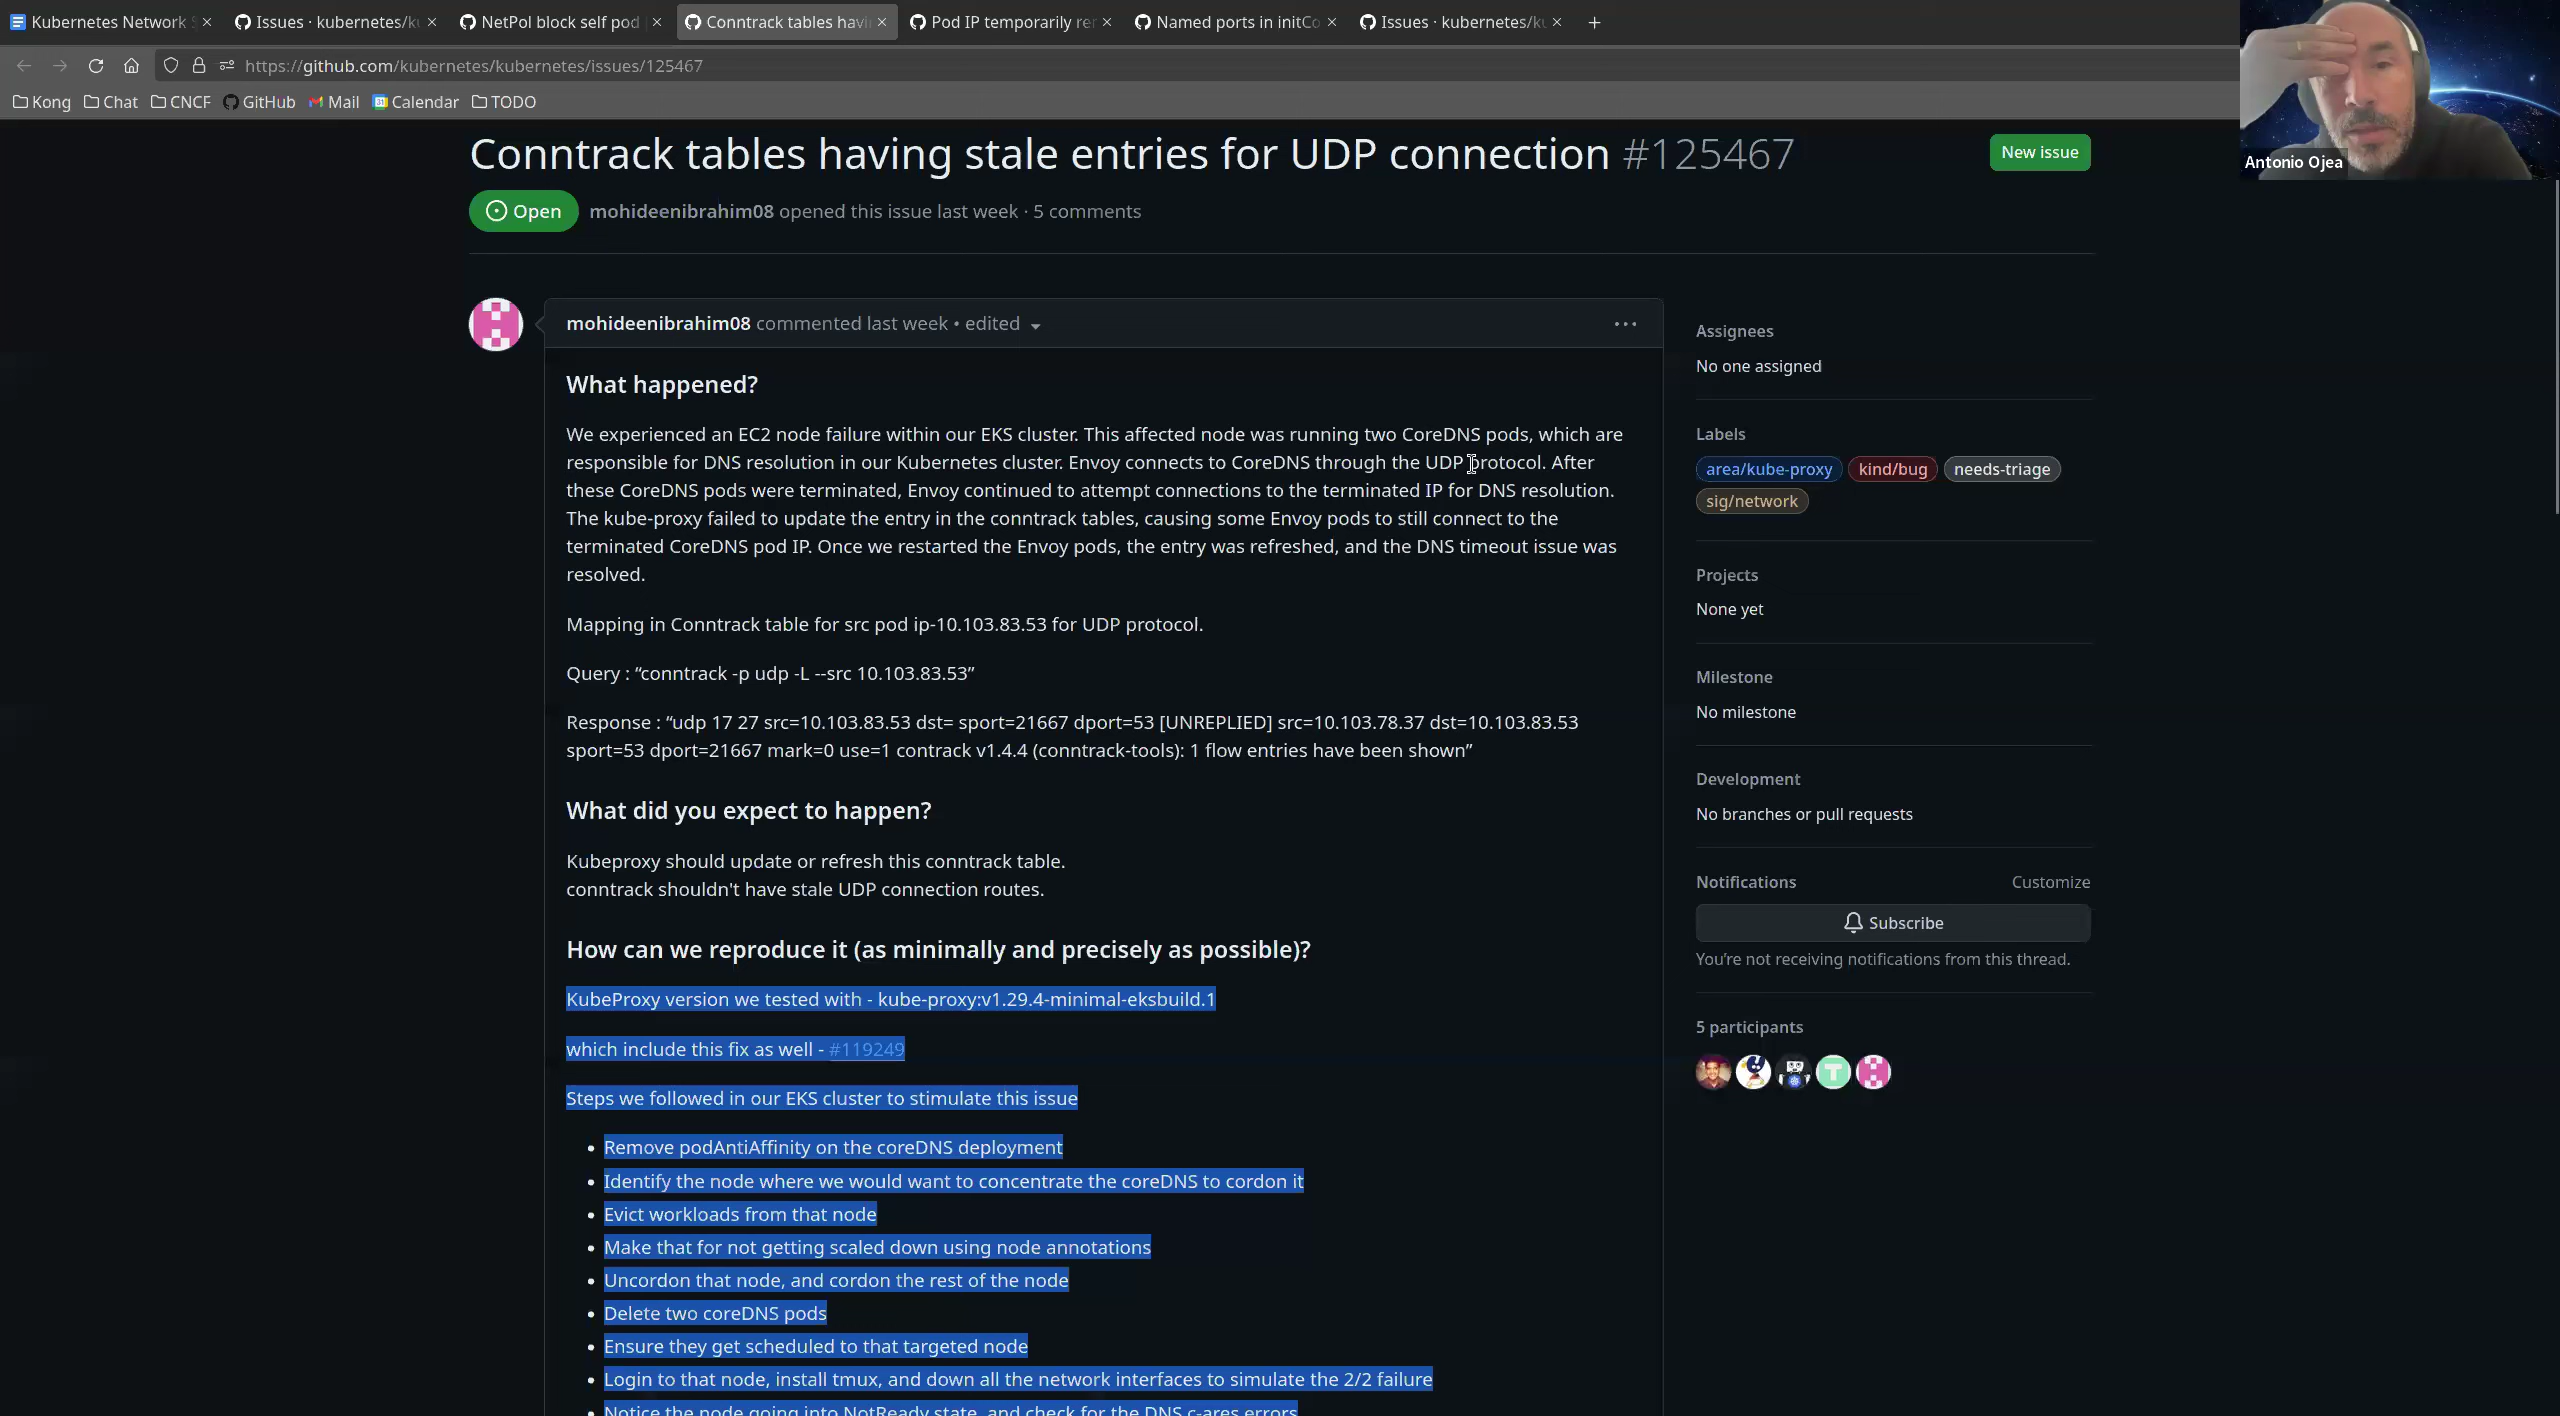 Kubernetes Network
Issues · kubernetes/k
NetPol block self pod
Conntrack tables havi
Pod IP temporarily re
Named ports in initCo
Issues · kubernetes/k
https://github.com/kubernetes/kubernetes/issues/125467
Kong Chat CNCF GitHub Mail Calendar TODO
Antonio Ojea
Conntrack tables having stale entries for UDP connection #125467
New issue
Open
mohideenibrahim08 opened this issue last week · 5 comments
mohideenibrahim08 commented last week • edited
What happened?
We experienced an EC2 node failure within our EKS cluster. This affected node was running two CoreDNS pods, which are
responsible for DNS resolution in our Kubernetes cluster. Envoy connects to CoreDNS through the UDP protocol. After
these CoreDNS pods were terminated, Envoy continued to attempt connections to the terminated IP for DNS resolution.
The kube-proxy failed to update the entry in the conntrack tables, causing some Envoy pods to still connect to the
terminated CoreDNS pod IP. Once we restarted the Envoy pods, the entry was refreshed, and the DNS timeout issue was
resolved.
Mapping in Conntrack table for src pod ip-10.103.83.53 for UDP protocol.
Query : “conntrack -p udp -L --src 10.103.83.53”
Response : “udp 17 27 src=10.103.83.53 dst= sport=21667 dport=53 [UNREPLIED] src=10.103.78.37 dst=10.103.83.53
sport=53 dport=21667 mark=0 use=1 contrack v1.4.4 (conntrack-tools): 1 flow entries have been shown”
What did you expect to happen?
Kubeproxy should update or refresh this conntrack table.
conntrack shouldn't have stale UDP connection routes.
How can we reproduce it (as minimally and precisely as possible)?
KubeProxy version we tested with - kube-proxy:v1.29.4-minimal-eksbuild.1
which include this fix as well - #119249
Steps we followed in our EKS cluster to stimulate this issue
• Remove podAntiAffinity on the coreDNS deployment
• Identify the node where we would want to concentrate the coreDNS to cordon it
• Evict workloads from that node
• Make that for not getting scaled down using node annotations
• Uncordon that node, and cordon the rest of the node
• Delete two coreDNS pods
• Ensure they get scheduled to that targeted node
• Login to that node, install tmux, and down all the network interfaces to simulate the 2/2 failure
• Notice the node going into NotReady state, and check for the DNS c-ares errors
Assignees
No one assigned
Labels
area/kube-proxy kind/bug needs-triage
sig/network
Projects
None yet
Milestone
No milestone
Development
No branches or pull requests
Notifications Customize
Subscribe
You're not receiving notifications from this thread.
5 participants
T